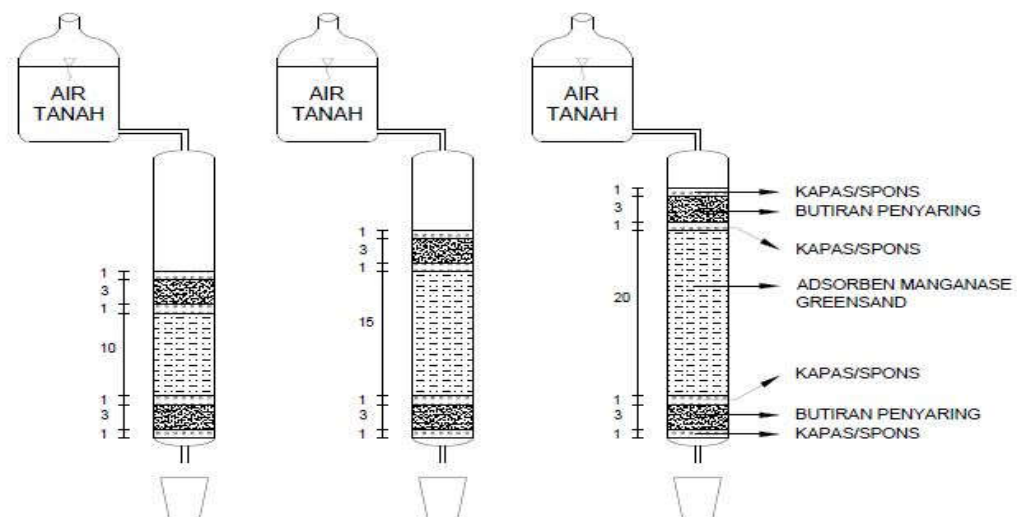 AIR
TANAH
AIR
TANAH
AIR
TANAH
1
3
1
10
1
3
1
1
3
1
15
1
3
1
1
3
1
20
1
3
1
KAPAS/SPONS
BUTIRAN PENYARING
KAPAS/SPONS
ADSORBEN MANGANASE
GREENSAND
KAPAS/SPONS
BUTIRAN PENYARING
KAPAS/SPONS